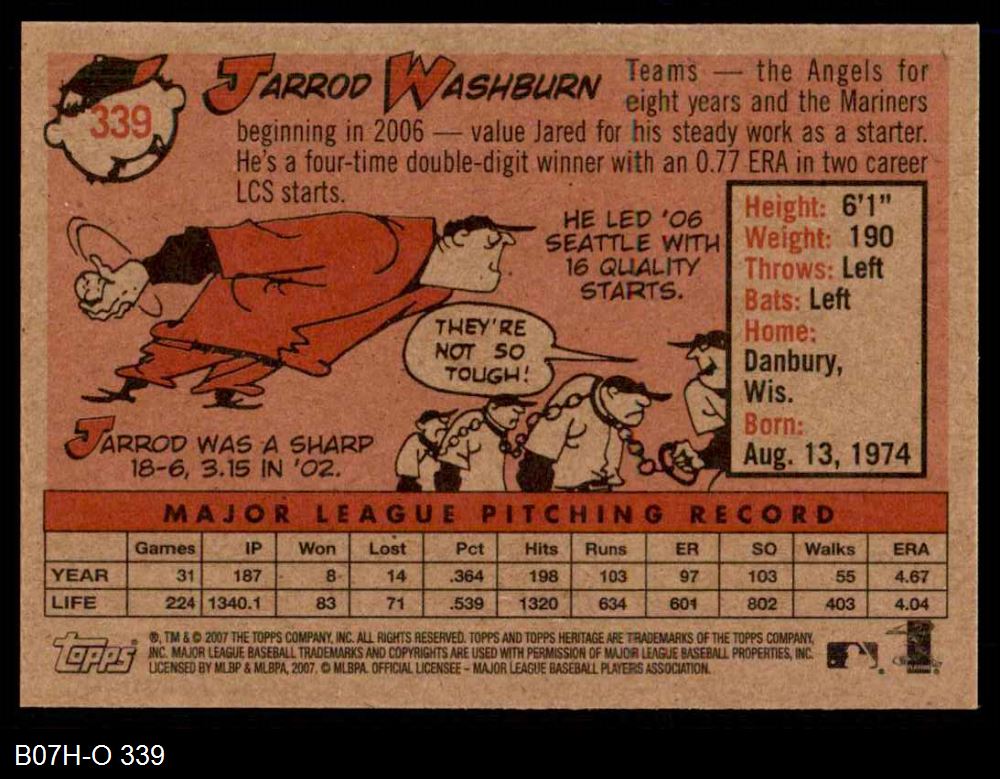 339
JARROD WASHBURN
Teams — the Angels for
eight years and the Mariners
beginning in 2006 — value Jared for his steady work as a starter.
He's a four-time double-digit winner with an 0.77 ERA in two career
LCS starts.
HE LED '06
SEATTLE WITH
16 QUALITY
STARTS.
THEY'RE
NOT SO
TOUGH!
JARROD WAS A SHARP
18-6, 3.15 IN '02.
Height: 6'1"
Weight: 190
Throws: Left
Bats: Left
Home:
Danbury,
Wis.
Born:
Aug. 13, 1974
MAJOR LEAGUE PITCHING RECORD
Games IP Won Lost Pct Hits Runs ER SO Walks ERA
YEAR 31 187 8 14 .364 198 103 97 103 55 4.67
LIFE 224 1340.1 83 71 .539 1320 634 601 802 403 4.04
Topps
®, TM & © 2007 THE TOPPS COMPANY, INC. ALL RIGHTS RESERVED. TOPPS AND TOPPS HERITAGE ARE TRADEMARKS OF THE TOPPS COMPANY,
INC. MAJOR LEAGUE BASEBALL TRADEMARKS AND COPYRIGHTS ARE USED WITH PERMISSION OF MAJOR LEAGUE BASEBALL PROPERTIES, INC.
LICENSED BY MLBP & MLBPA, 2007. © MLBPA. OFFICIAL LICENSEE – MAJOR LEAGUE BASEBALL PLAYERS ASSOCIATION.
B07H-O 339